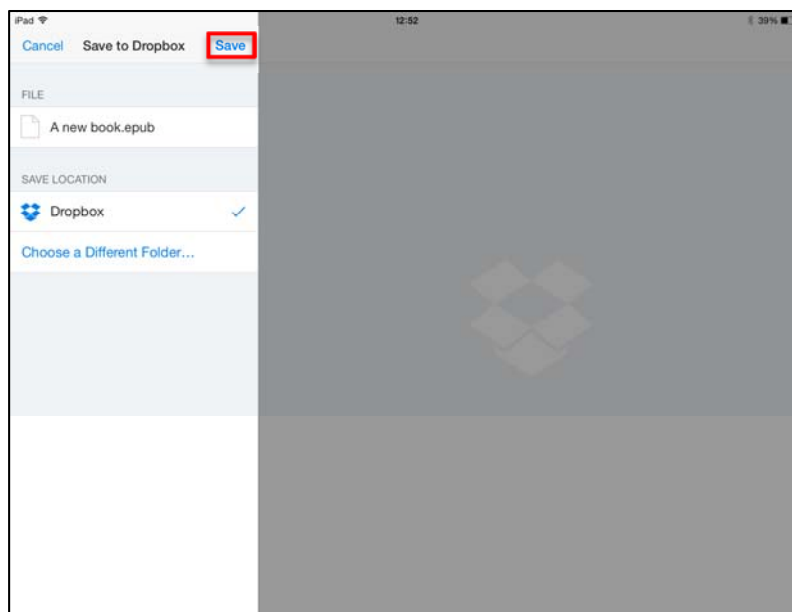 iPad 12:52 39%
Cancel Save to Dropbox Save
FILE
A new book.epub
SAVE LOCATION
Dropbox
Choose a Different Folder...